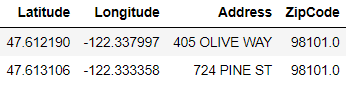 Latitude Longitude Address ZipCode
47.612190 -122.337997 405 OLIVE WAY 98101.0
47.613106 -122.333358 724 PINE ST 98101.0